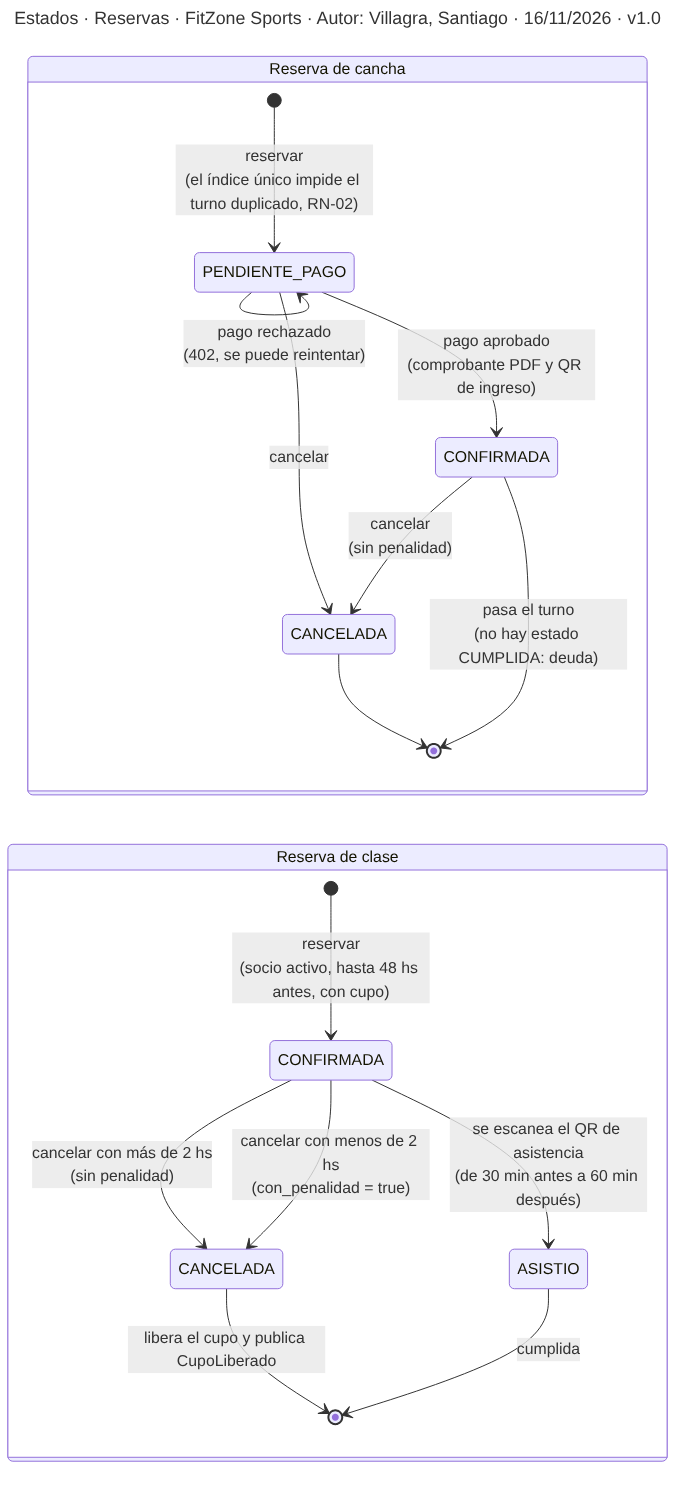 Estados · Reservas · FitZone Sports · Autor: Villagra, Santiago · 16/11/2026 · v1.0
Reserva de cancha
reservar
(el índice único impide el
turno duplicado, RN-02)
PENDIENTE_PAGO
pago rechazado
(402, se puede reintentar)
pago aprobado
(comprobante PDF y QR
de ingreso)
cancelar
CONFIRMADA
cancelar
(sin penalidad)
pasa el turno
(no hay estado
CUMPLIDA: deuda)
CANCELADA
Reserva de clase
reservar
(socio activo, hasta 48 hs
antes, con cupo)
CONFIRMADA
cancelar con más de 2 hs
(sin penalidad)
cancelar con menos de 2
hs
(con_penalidad = true)
se escanea el QR de
asistencia
(de 30 min antes a 60 min
después)
CANCELADA
ASISTIO
libera el cupo y publica
CupoLiberado
cumplida